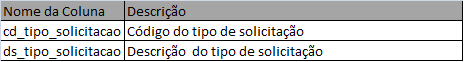 Nome da Coluna Descrição
cd_tipo_solicitacao Código do tipo de solicitação
ds_tipo_solicitacao Descrição  do tipo de solicitação